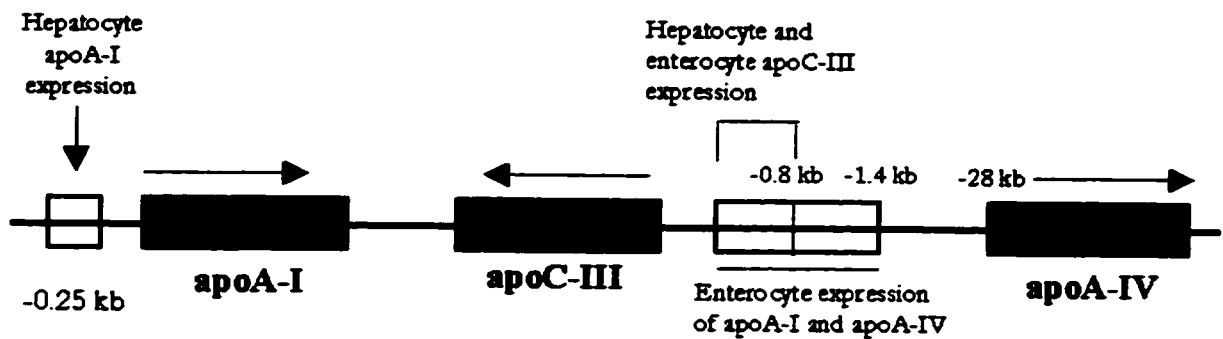 Hepatocyte
apoA-I
expression
Hepatocyte and
enterocyte apoC-III
expression
-0.8 kb
-1.4 kb
-28 kb
apoA-I
apoC-III
apoA-IV
-0.25 kb
Enterocyte expression
of apoA-I and apoA-IV